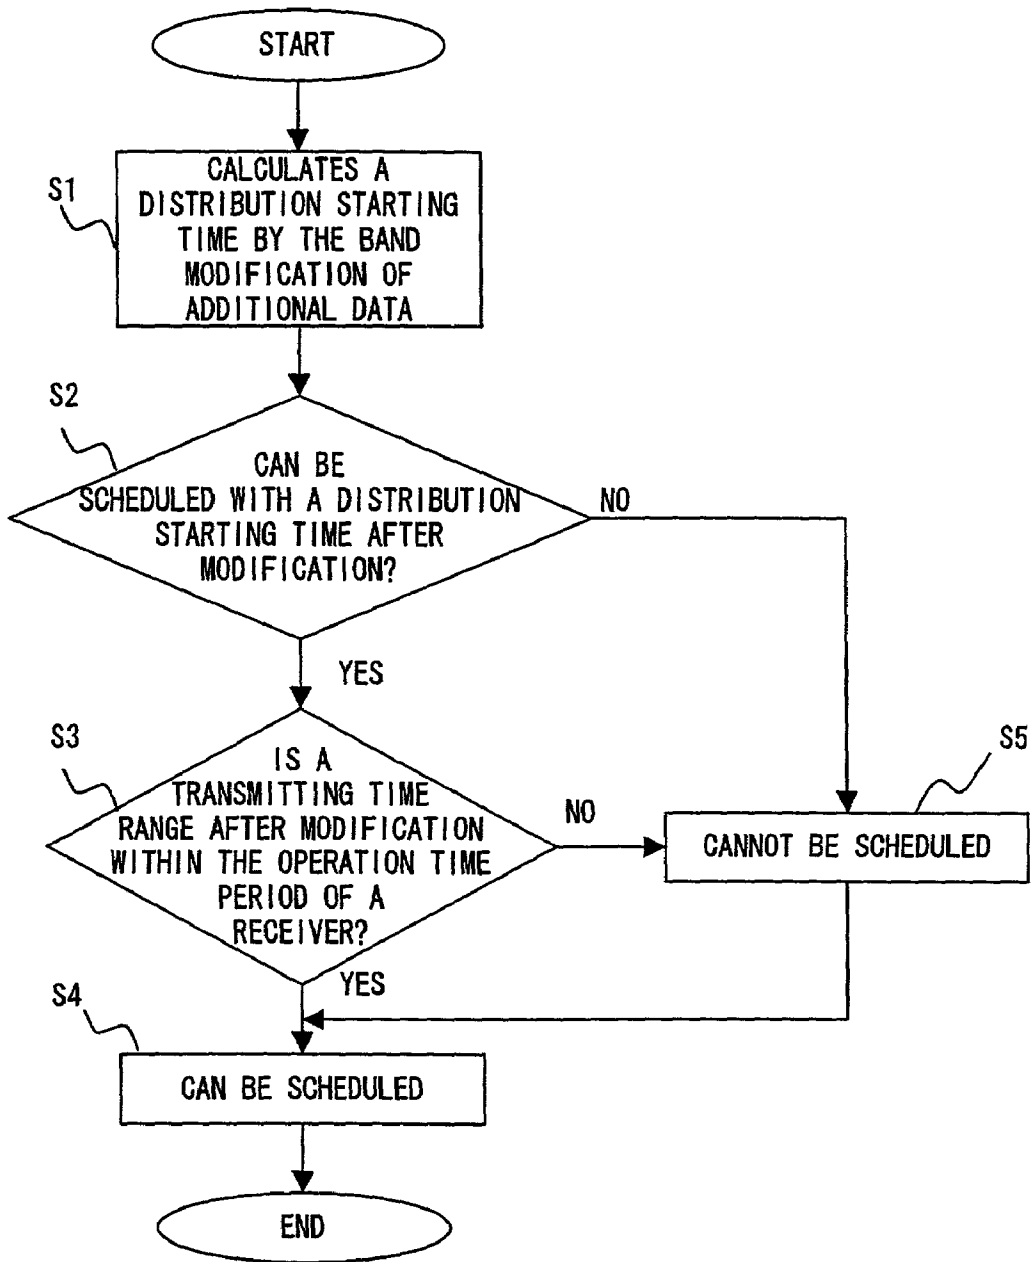 START
S1
CALCULATES A
DISTRIBUTION STARTING
TIME BY THE BAND
MODIFICATION OF
ADDITIONAL DATA
S2
CAN BE
SCHEDULED WITH A DISTRIBUTION
STARTING TIME AFTER
MODIFICATION?
NO
YES
S3
IS A
TRANSMITTING TIME
RANGE AFTER MODIFICATION
WITHIN THE OPERATION TIME
PERIOD OF A
RECEIVER?
NO
S5
CANNOT BE SCHEDULED
YES
S4
CAN BE SCHEDULED
END